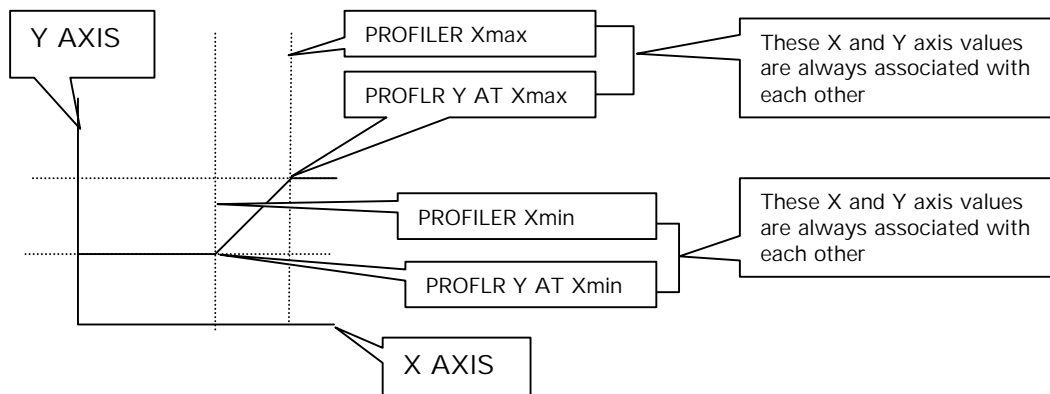 Y AXIS
PROFILER Xmax
These X and Y axis values
are always associated with
each other
PROFLR Y AT Xmax
PROFILER Xmin
These X and Y axis values
are always associated with
each other
PROFLR Y AT Xmin
X AXIS